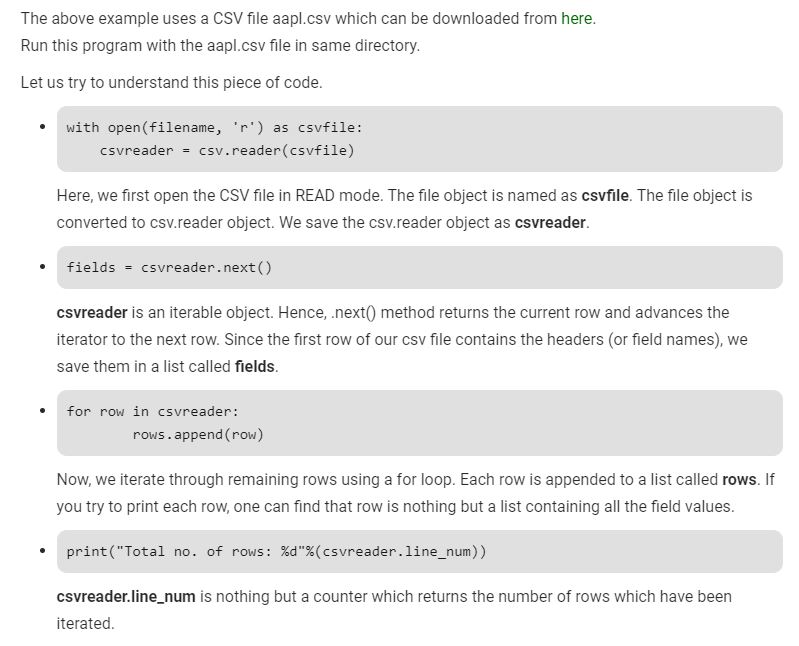 The above example uses a CSV file aapl.csv which can be downloaded from here.
Run this program with the aapl.csv file in same directory.
Let us try to understand this piece of code.
• with open(filename, 'r') as csvfile:
    csvreader = csv.reader(csvfile)
Here, we first open the CSV file in READ mode. The file object is named as csvfile. The file object is
converted to csv.reader object. We save the csv.reader object as csvreader.
• fields = csvreader.next()
csvreader is an iterable object. Hence, .next() method returns the current row and advances the
iterator to the next row. Since the first row of our csv file contains the headers (or field names), we
save them in a list called fields.
• for row in csvreader:
        rows.append(row)
Now, we iterate through remaining rows using a for loop. Each row is appended to a list called rows. If
you try to print each row, one can find that row is nothing but a list containing all the field values.
• print("Total no. of rows: %d"%(csvreader.line_num))
csvreader.line_num is nothing but a counter which returns the number of rows which have been
iterated.